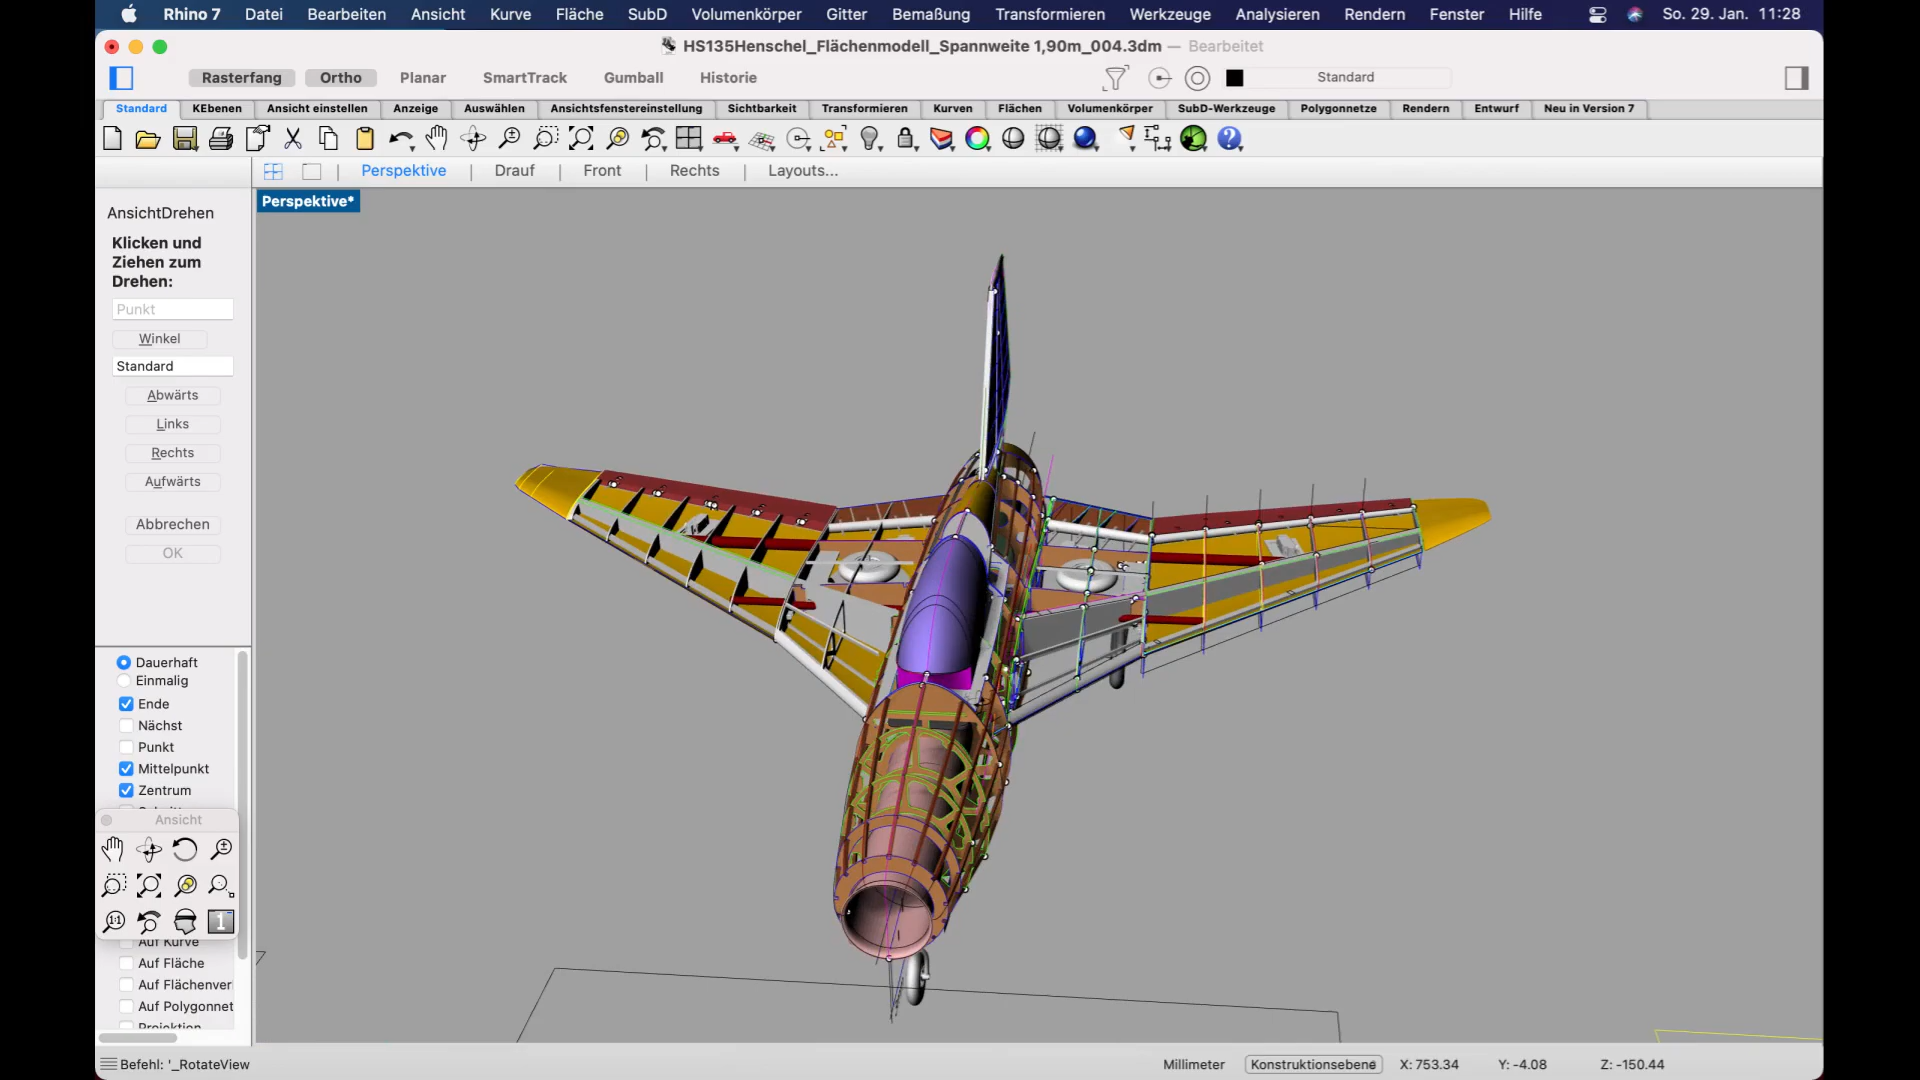 Rhino 7 Datei Bearbeiten Ansicht Kurve Fläche SubD Volumenkörper Gitter Bemaßung Transformieren Werkzeuge Analysieren Rendern Fenster Hilfe So. 29. Jan. 11:28
HS135Henschel_Flächenmodell_Spannweite 1,90m_004.3dm — Bearbeitet
Rasterfang Ortho Planar SmartTrack Gumball Historie Standard
Standard KEbenen Ansicht einstellen Anzeige Auswählen Ansichtsfenstereinstellung Sichtbarkeit Transformieren Kurven Flächen Volumenkörper SubD-Werkzeuge Polygonnetze Rendern Entwurf Neu in Version 7
Perspektive Drauf Front Rechts Layouts...
Perspektive*
AnsichtDrehen
Klicken und
Ziehen zum
Drehen:
Punkt
Winkel
Standard
Abwärts
Links
Rechts
Aufwärts
Abbrechen
OK
Dauerhaft
Einmalig
Ende
Nächst
Punkt
Mittelpunkt
Zentrum
Ansicht
1:1
1
Auf Kurve
Auf Fläche
Auf Flächenver
Auf Polygonnet
Projektion
Befehl: '_RotateView Millimeter Konstruktionsebene X: 753.34 Y: -4.08 Z: -150.44